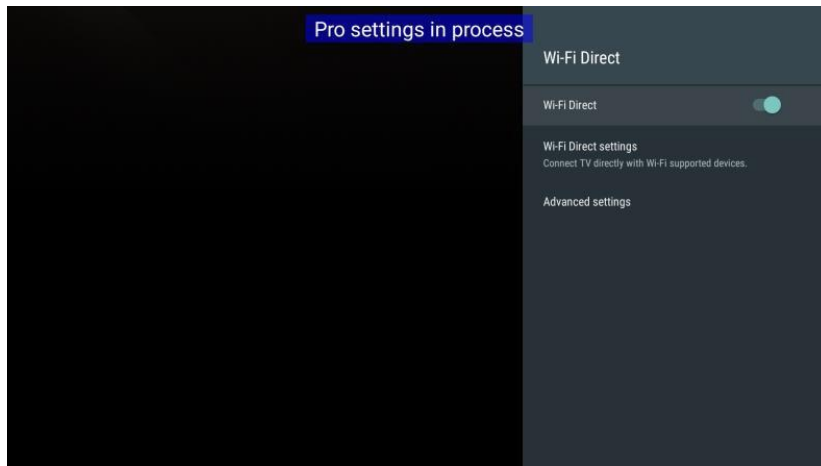 Pro settings in process
Wi-Fi Direct
Wi-Fi Direct
Wi-Fi Direct settings
Connect TV directly with Wi-Fi supported devices.
Advanced settings